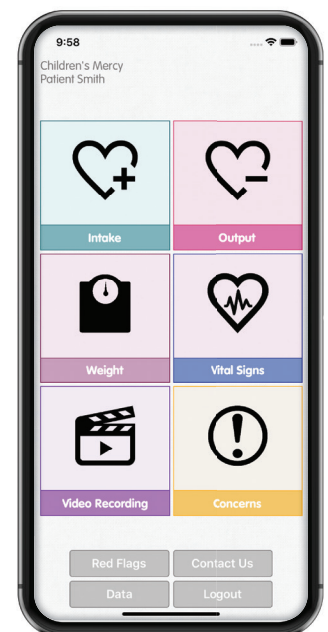 9:58
Children's Mercy
Patient Smith
Intake
Output
Weight
Vital Signs
Video Recording
Concerns
Red Flags
Contact Us
Data
Logout